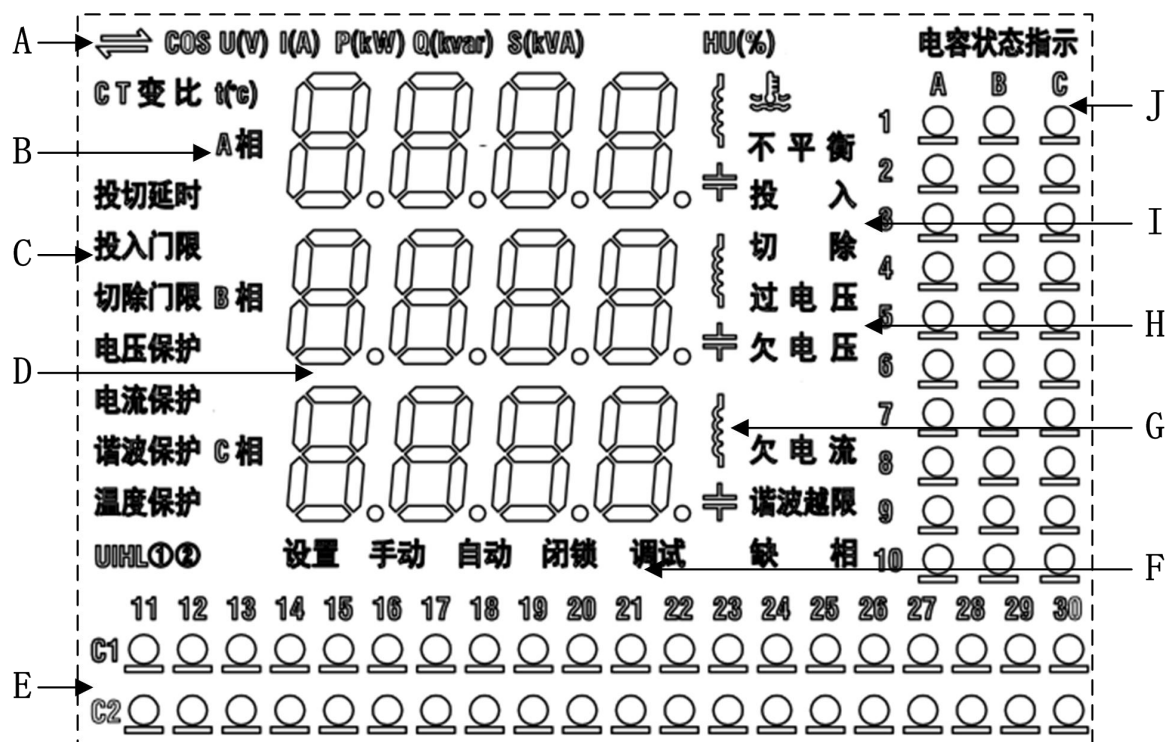 A COS U(V) I(A) P(kW) Q(kvar) S(kVA) HU(%) 电容状态指示
CT变比 t(℃) A B C
J
1
B A相 不平衡
投切延时 投入 2
I
C 投入门限 切除 3
切除门限 B相 过电压 4
H
电压保护 欠电压 5
D
6
电流保护 7
G
谐波保护 C相 欠电流 8
温度保护 谐波越限 9
UIHL①② 设置 手动 自动 闭锁 调试 缺相 10
F
11 12 13 14 15 16 17 18 19 20 21 22 23 24 25 26 27 28 29 30
C1
E
C2